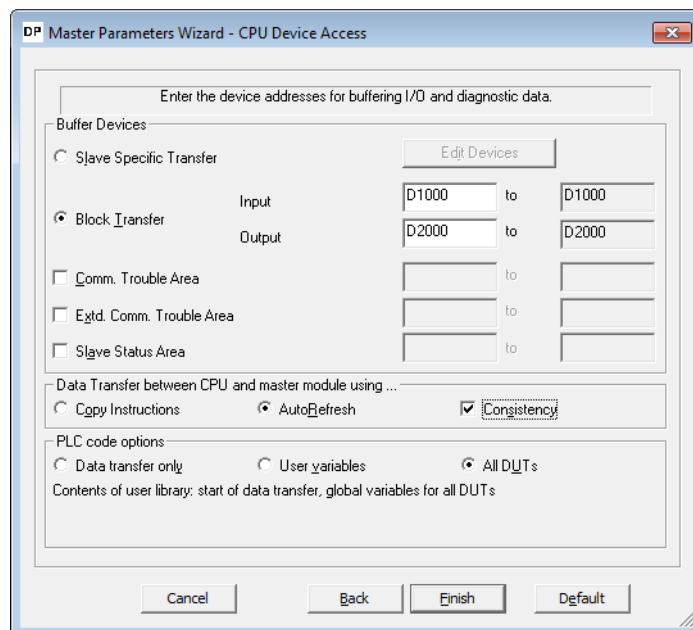 DP Master Parameters Wizard - CPU Device Access
Enter the device addresses for buffering I/O and diagnostic data.
Buffer Devices
Slave Specific Transfer Edit Devices
Input D1000 to D1000
Block Transfer
Output D2000 to D2000
Comm. Trouble Area to
Extd. Comm. Trouble Area to
Slave Status Area to
Data Transfer between CPU and master module using ...
Copy Instructions AutoRefresh Consistency
PLC code options
Data transfer only User variables All DUTs
Contents of user library: start of data transfer, global variables for all DUTs
Cancel Back Finish Default